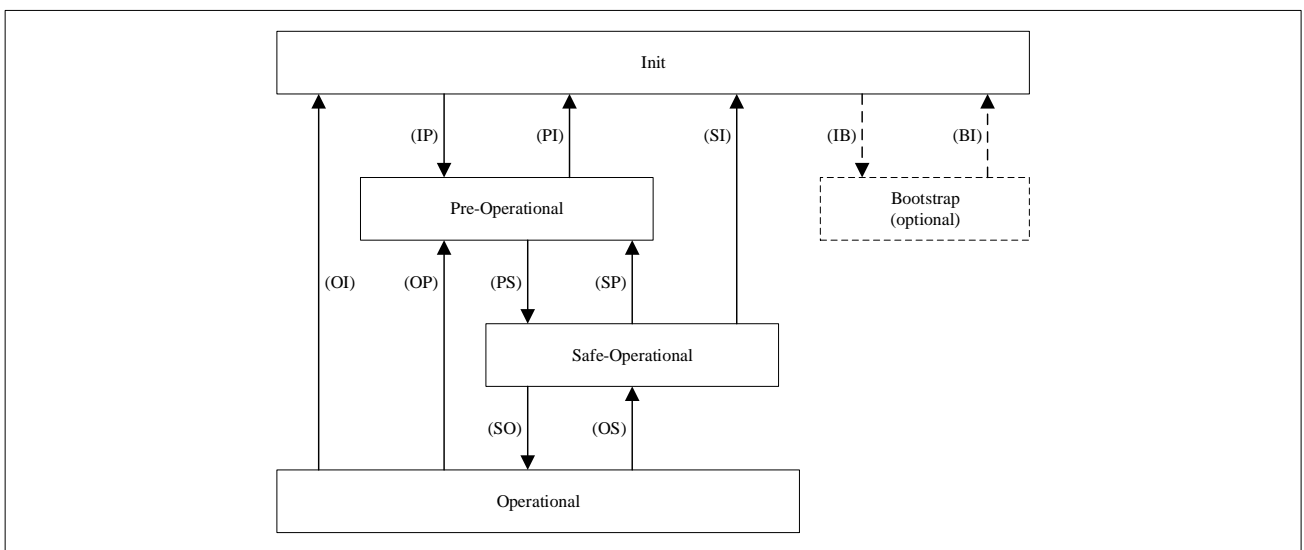 Init
(IP)
(PI)
(SI)
(IB)
(BI)
Pre-Operational
Bootstrap
(optional)
(OI)
(OP)
(PS)
(SP)
Safe-Operational
(SO)
(OS)
Operational